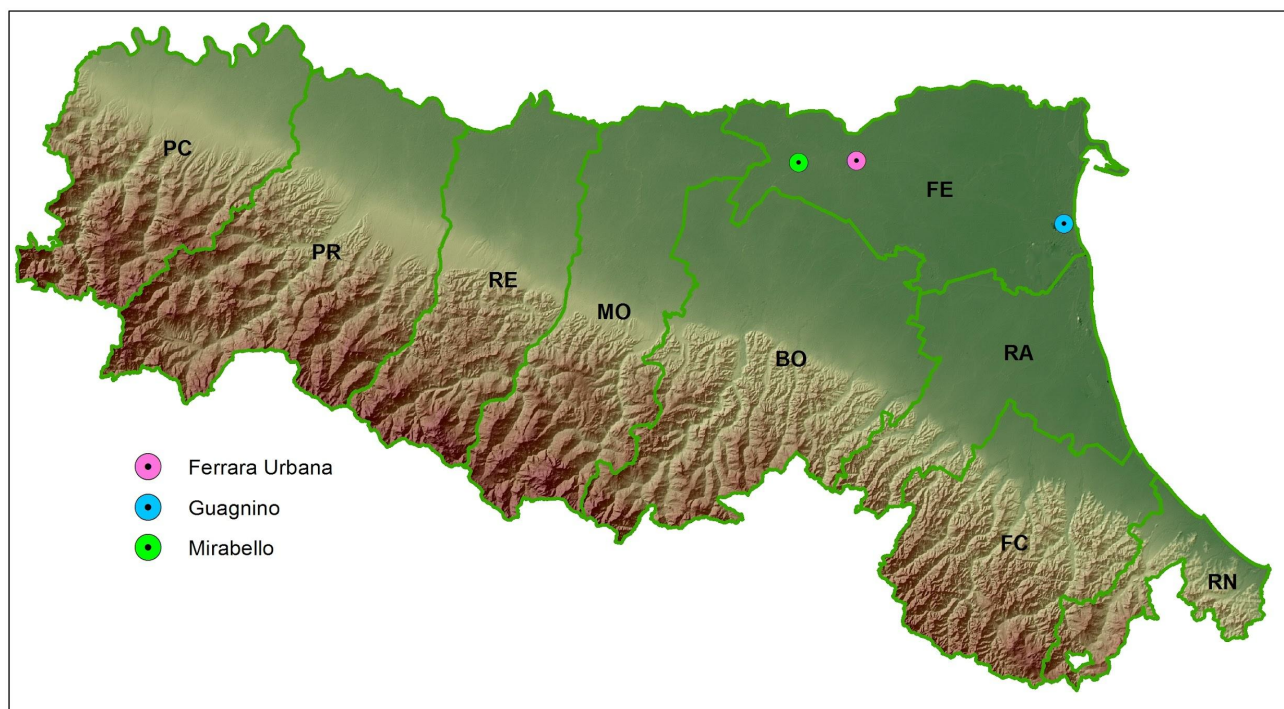 PC
FE
PR
RE
MO
RA
BO
Ferrara Urbana
Guagnino
Mirabello
FC
RN